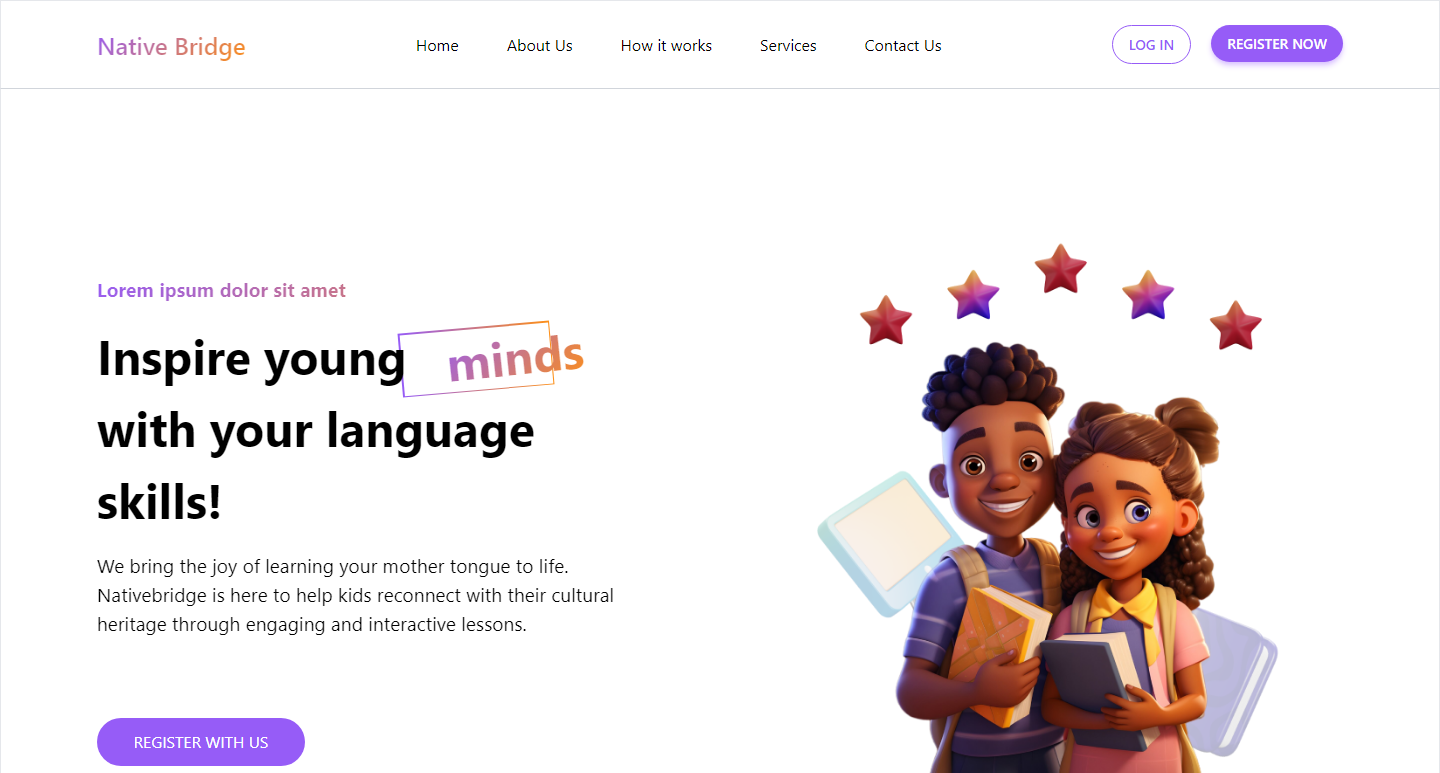 Native Bridge
Home
About Us
How it works
Services
Contact Us
LOG IN
REGISTER NOW
Lorem ipsum dolor sit amet
Inspire young minds
with your language
skills!
We bring the joy of learning your mother tongue to life.
Nativebridge is here to help kids reconnect with their cultural
heritage through engaging and interactive lessons.
REGISTER WITH US